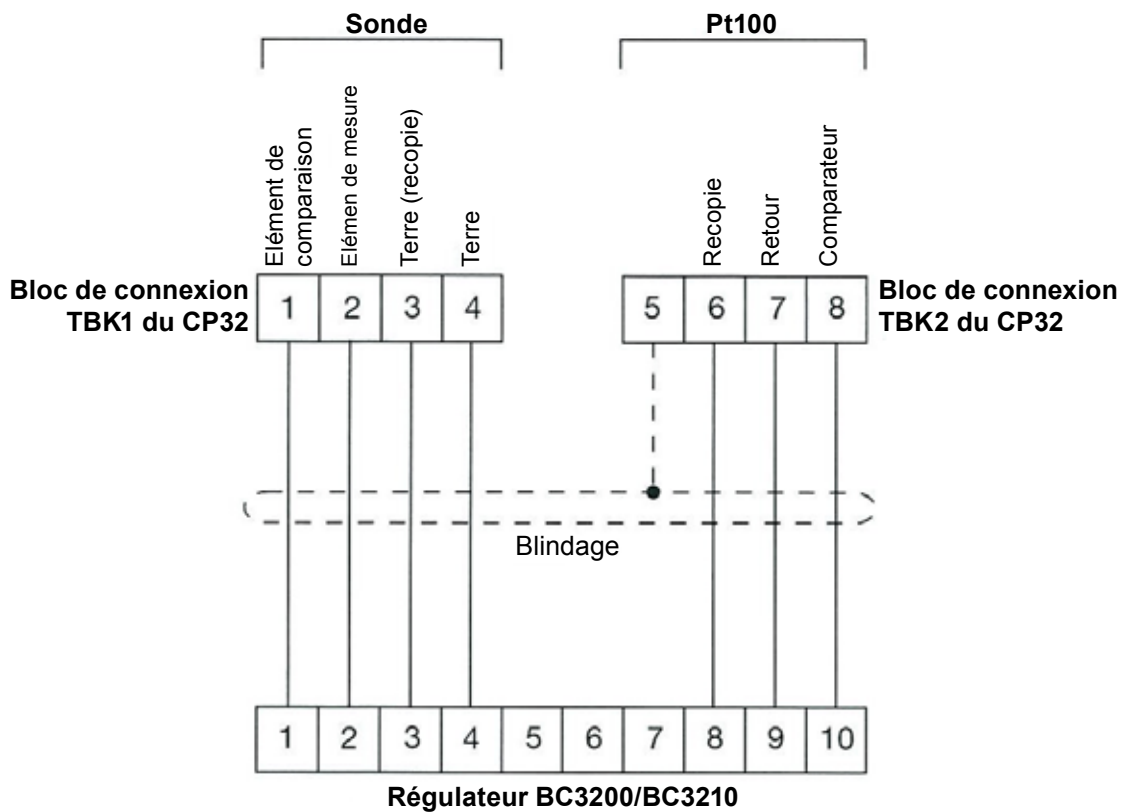 Sonde
Pt100
Elément de
comparaison
Elémen de mesure
Terre (recopie)
Terre
Recopie
Retour
Comparateur
Bloc de connexion
TBK1 du CP32
1 2 3 4
5 6 7 8
Bloc de connexion
TBK2 du CP32
Blindage
1 2 3 4 5 6 7 8 9 10
Régulateur BC3200/BC3210